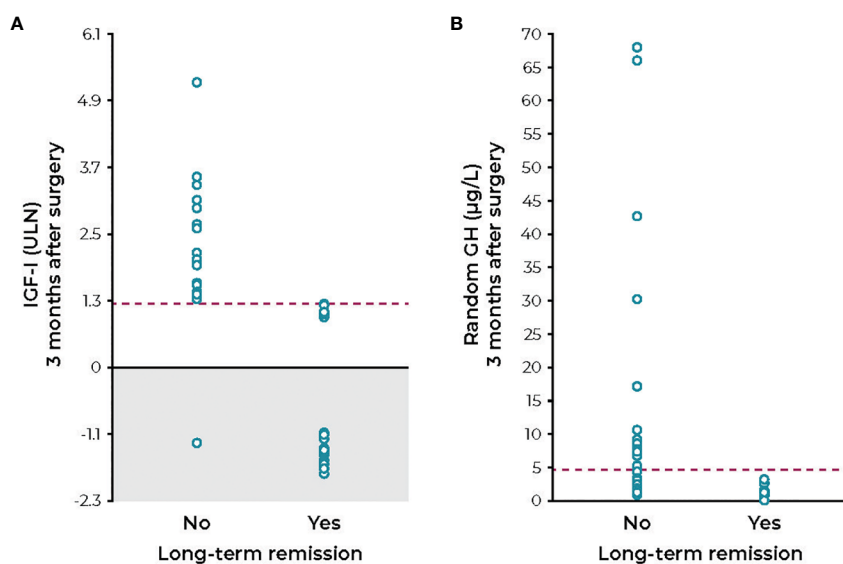 A
IGF-I (ULN)
3 months after surgery
6.1
4.9
3.7
2.5
1.3
0
-1.1
-2.3
No
Yes
Long-term remission
B
Random GH (µg/L)
3 months after surgery
70
65
60
55
50
45
40
35
30
25
20
15
10
5
0
No
Yes
Long-term remission